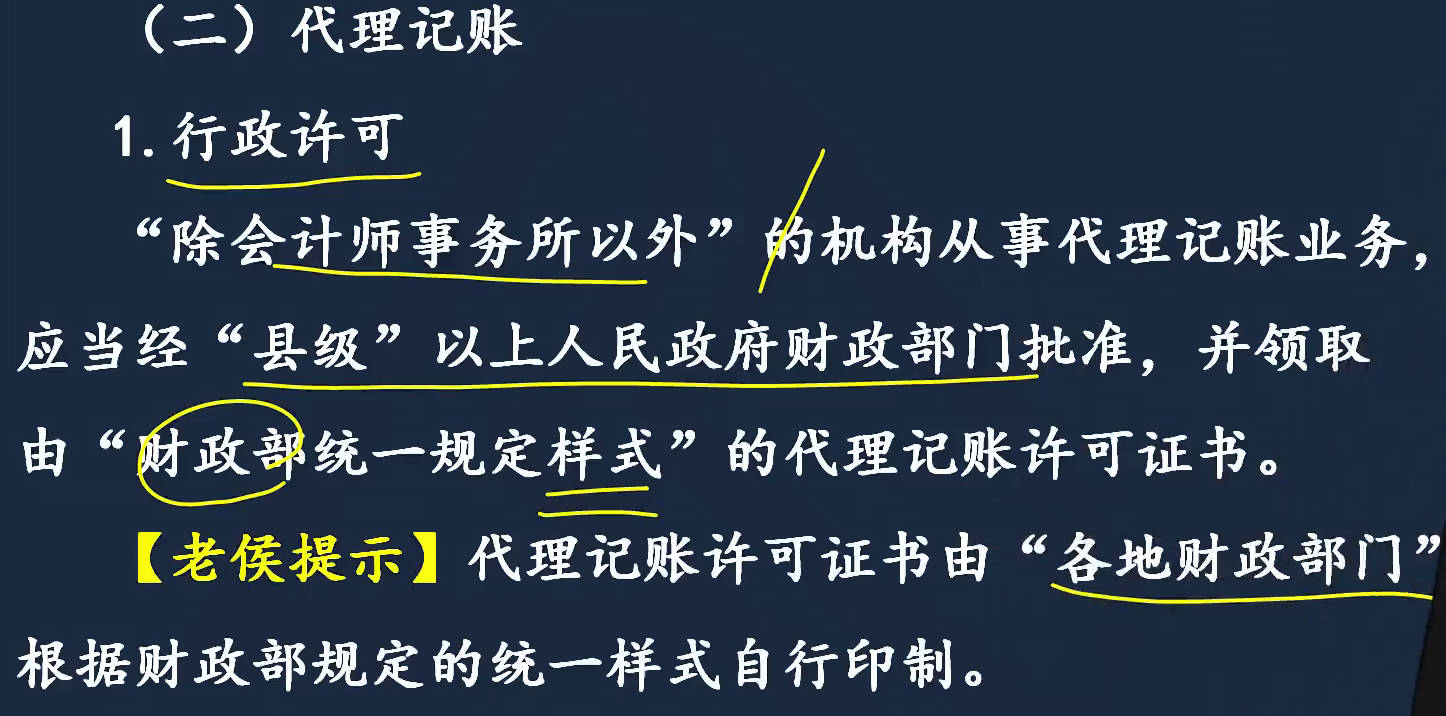 （二）代理记账
1.行政许可
“除会计师事务所以外”的机构从事代理记账业务，
应当经“县级”以上人民政府财政部门批准，并领取
由“财政部统一规定样式”的代理记账许可证书。
【老侯提示】代理记账许可证书由“各地财政部门”
根据财政部规定的统一样式自行印制。